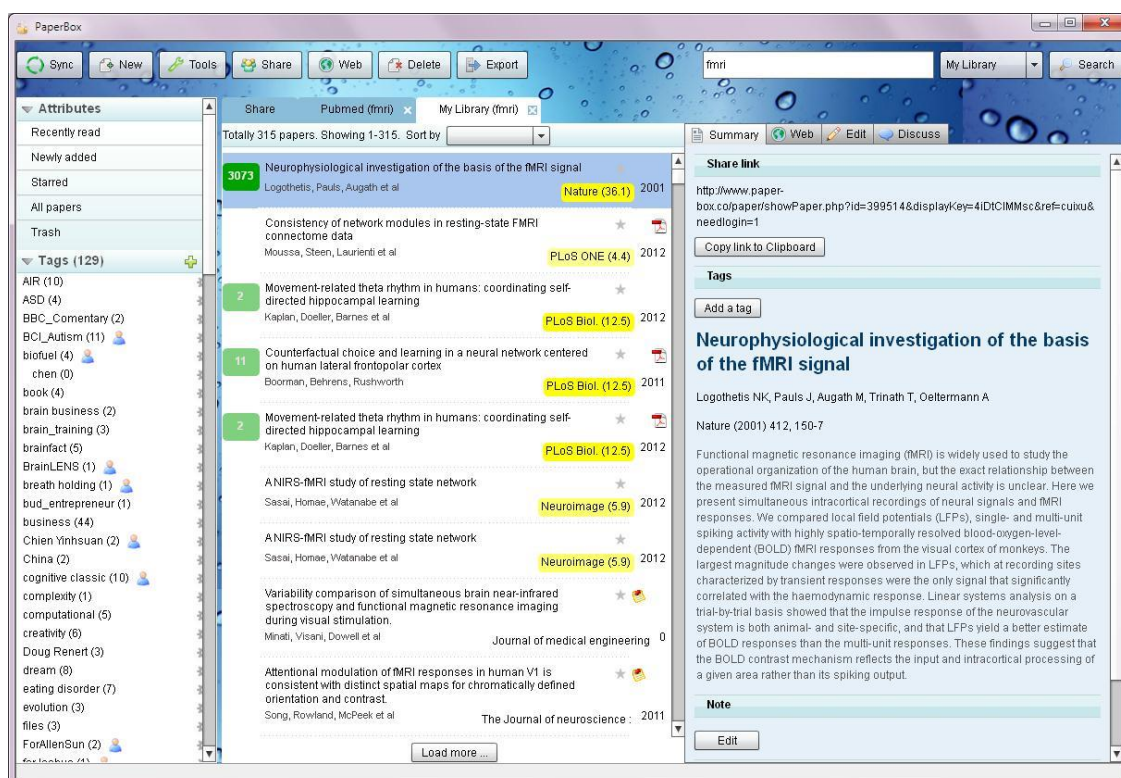 PaperBox
Sync New Tools Share Web Delete Export fmri My Library Search
Attributes
Recently read
Newly added
Starred
All papers
Trash
Tags (129)
AIR (10)
ASD (4)
BBC_Comentary (2)
BCI_Autism (11)
biofuel (4)
chen (0)
book (4)
brain business (2)
brain_training (3)
brainfact (5)
BrainLENS (1)
breath holding (1)
bud_entrepreneur (1)
business (44)
Chien Yinhsuan (2)
China (2)
cognitive classic (10)
complexity (1)
computational (5)
creativity (6)
Doug Renert (3)
dream (8)
eating disorder (7)
evolution (3)
files (3)
ForAllenSun (2)
Share Pubmed (fmri) My Library (fmri)
Totally 315 papers. Showing 1-315. Sort by
3073 Neurophysiological investigation of the basis of the fMRI signal
Logothetis, Pauls, Augath et al Nature (36.1) 2001
Consistency of network modules in resting-state FMRI
connectome data
Moussa, Steen, Laurienti et al PLoS ONE (4.4) 2012
2 Movement-related theta rhythm in humans: coordinating self-
directed hippocampal learning
Kaplan, Doeller, Barnes et al PLoS Biol. (12.5) 2012
11 Counterfactual choice and learning in a neural network centered
on human lateral frontopolar cortex
Boorman, Behrens, Rushworth PLoS Biol. (12.5) 2011
2 Movement-related theta rhythm in humans: coordinating self-
directed hippocampal learning
Kaplan, Doeller, Barnes et al PLoS Biol. (12.5) 2012
A NIRS-fMRI study of resting state network
Sasai, Homae, Watanabe et al Neuroimage (5.9) 2012
A NIRS-fMRI study of resting state network
Sasai, Homae, Watanabe et al Neuroimage (5.9) 2012
Variability comparison of simultaneous brain near-infrared
spectroscopy and functional magnetic resonance imaging
during visual stimulation.
Minati, Visani, Dowell et al Journal of medical engineering 0
Attentional modulation of fMRI responses in human V1 is
consistent with distinct spatial maps for chromatically defined
orientation and contrast.
Song, Rowland, McPeek et al The Journal of neuroscience : 2011
Load more ...
Summary Web Edit Discuss
Share link
http://www.paper-
box.co/paper/showPaper.php?id=399514&displayKey=4iDtCIMMsc&ref=cuixu&
needlogin=1
Copy link to Clipboard
Tags
Add a tag
Neurophysiological investigation of the basis
of the fMRI signal
Logothetis NK, Pauls J, Augath M, Trinath T, Oeltermann A
Nature (2001) 412, 150-7
Functional magnetic resonance imaging (fMRI) is widely used to study the
operational organization of the human brain, but the exact relationship between
the measured fMRI signal and the underlying neural activity is unclear. Here we
present simultaneous intracortical recordings of neural signals and fMRI
responses. We compared local field potentials (LFPs), single- and multi-unit
spiking activity with highly spatio-temporally resolved blood-oxygen-level-
dependent (BOLD) fMRI responses from the visual cortex of monkeys. The
largest magnitude changes were observed in LFPs, which at recording sites
characterized by transient responses were the only signal that significantly
correlated with the haemodynamic response. Linear systems analysis on a
trial-by-trial basis showed that the impulse response of the neurovascular
system is both animal- and site-specific, and that LFPs yield a better estimate
of BOLD responses than the multi-unit responses. These findings suggest that
the BOLD contrast mechanism reflects the input and intracortical processing of
a given area rather than its spiking output.
Note
Edit